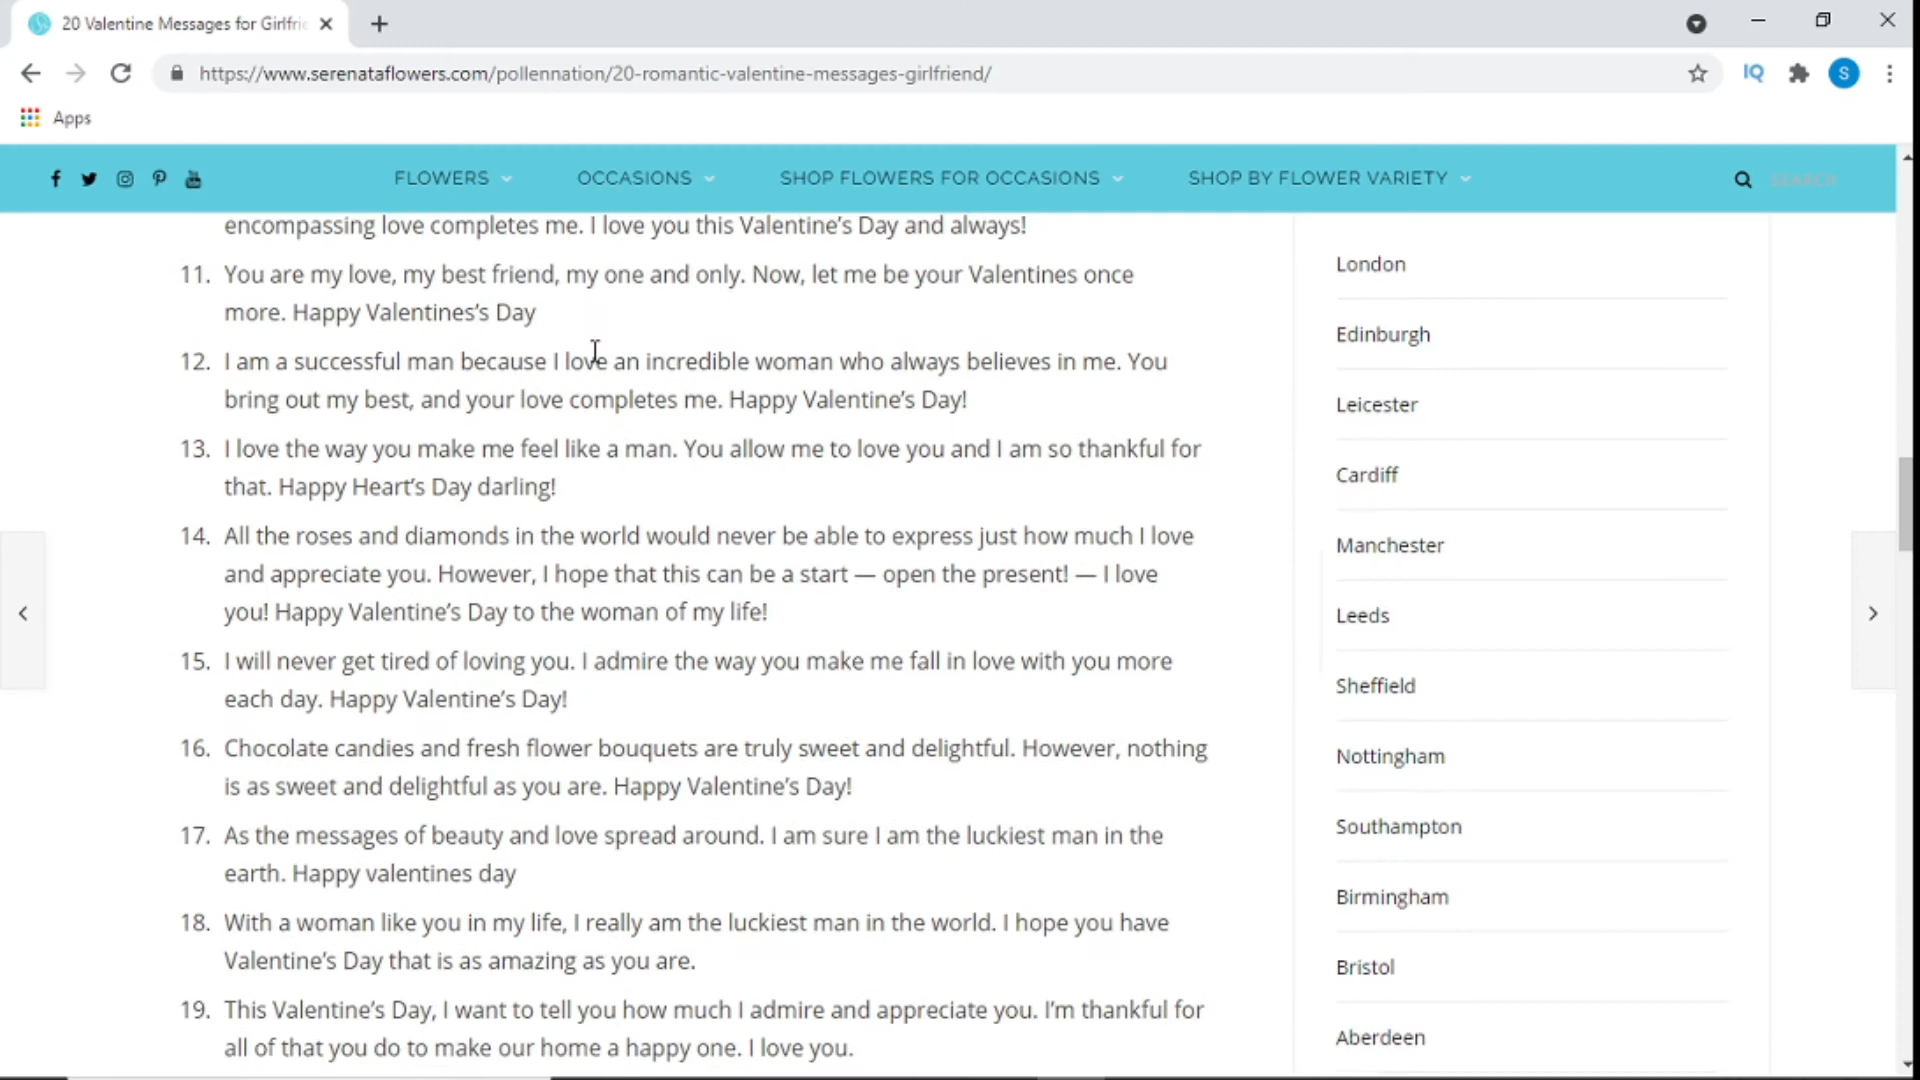 20 Valentine Messages for Girlfrie
https://www.serenataflowers.com/pollennation/20-romantic-valentine-messages-girlfriend/
IQ
S
Apps
FLOWERS
OCCASIONS
SHOP FLOWERS FOR OCCASIONS
SHOP BY FLOWER VARIETY
SEARCH
encompassing love completes me. I love you this Valentine’s Day and always!
11. You are my love, my best friend, my one and only. Now, let me be your Valentines once
more. Happy Valentines’s Day
12. I am a successful man because I love an incredible woman who always believes in me. You
bring out my best, and your love completes me. Happy Valentine’s Day!
13. I love the way you make me feel like a man. You allow me to love you and I am so thankful for
that. Happy Heart’s Day darling!
14. All the roses and diamonds in the world would never be able to express just how much I love
and appreciate you. However, I hope that this can be a start — open the present! — I love
you! Happy Valentine’s Day to the woman of my life!
15. I will never get tired of loving you. I admire the way you make me fall in love with you more
each day. Happy Valentine’s Day!
16. Chocolate candies and fresh flower bouquets are truly sweet and delightful. However, nothing
is as sweet and delightful as you are. Happy Valentine’s Day!
17. As the messages of beauty and love spread around. I am sure I am the luckiest man in the
earth. Happy valentines day
18. With a woman like you in my life, I really am the luckiest man in the world. I hope you have
Valentine’s Day that is as amazing as you are.
19. This Valentine’s Day, I want to tell you how much I admire and appreciate you. I’m thankful for
all of that you do to make our home a happy one. I love you.
London
Edinburgh
Leicester
Cardiff
Manchester
Leeds
Sheffield
Nottingham
Southampton
Birmingham
Bristol
Aberdeen